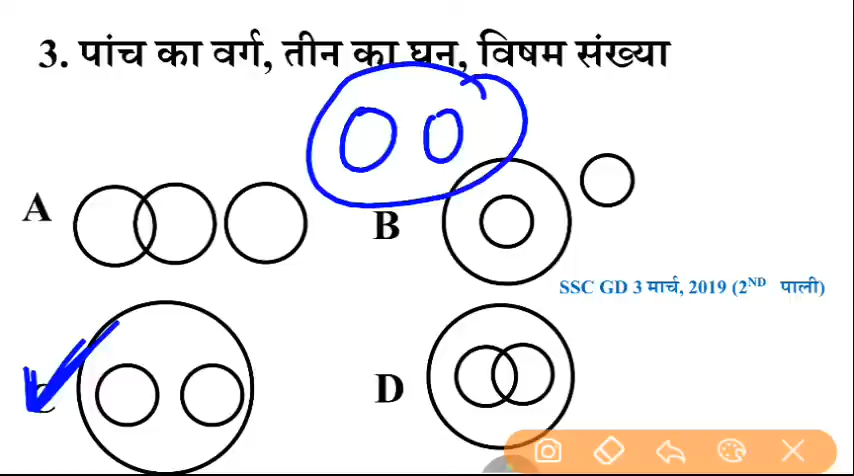 3. पांच का वर्ग, तीन का घन, विषम संख्या
A
B
SSC GD 3 मार्च, 2019 (2ND पाली)
C
D